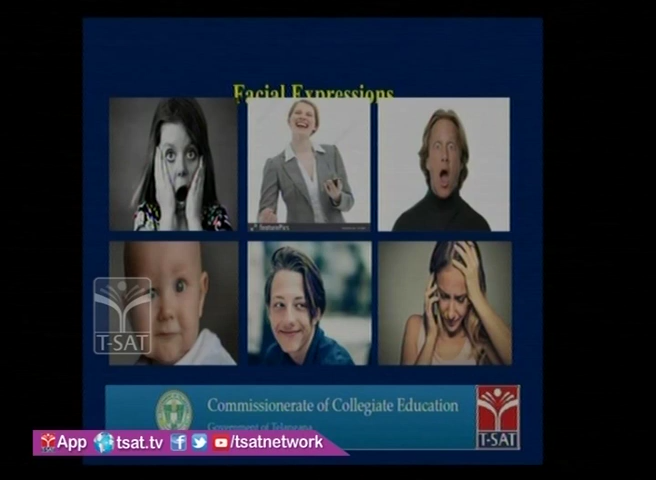 Facial Expressions
T-SAT
Commissionerate of Collegiate Education
Government of Telangana
T-SAT
App tsat.tv /tsatnetwork